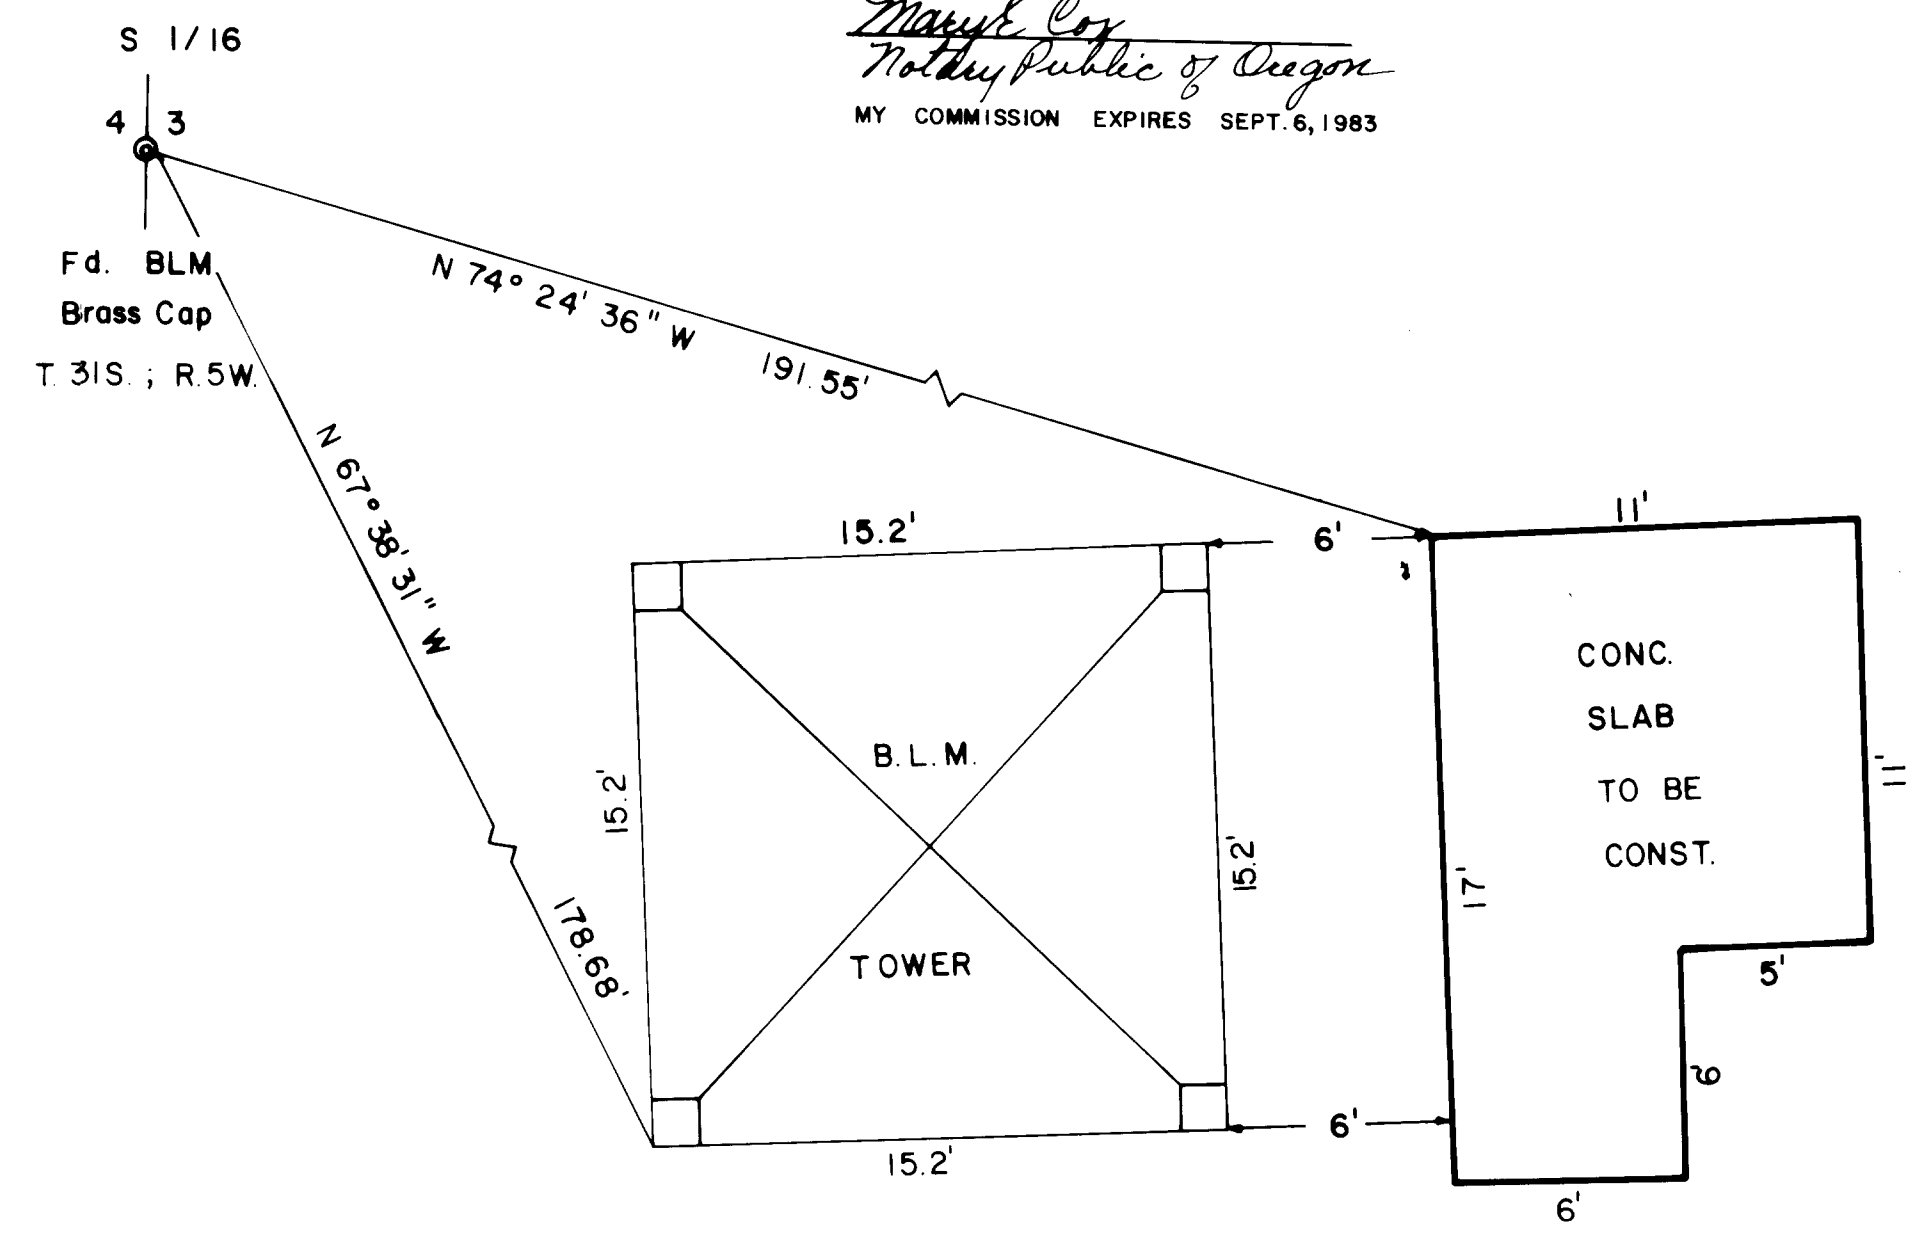 Mary E Cox
Notary Public of Oregon
MY COMMISSION EXPIRES SEPT. 6, 1983
S 1/16
4 3
Fd. BLM
Brass Cap
T. 31S. ; R. 5W.
N 74° 24' 36" W 191.55'
N 67° 38' 31" W 178.68'
15.2'
6'
11'
15.2'
B. L. M.
TOWER
15.2'
15.2'
6'
CONC.
SLAB
TO BE
CONST.
17'
11'
5'
6'
6'